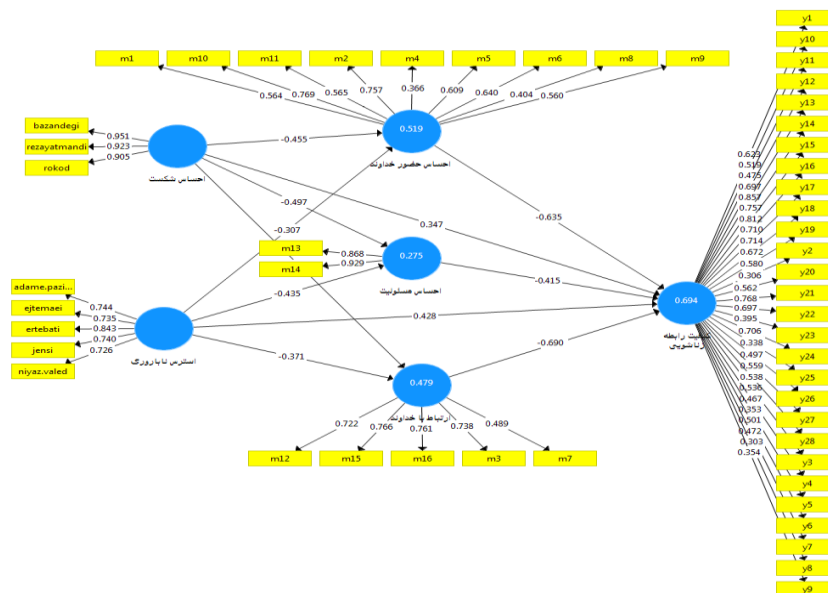 m1
m10
m11
m2
m4
m5
m6
m8
m9
0.564
0.769
0.565
0.757
0.366
0.609
0.640
0.404
0.560
bazandegi
rezayatmandi
rokod
0.951
0.923
0.905
احساس شکست
-0.455
0.519
احساس حضور خداوند
-0.497
-0.307
0.347
-0.635
m13
m14
0.868
0.929
0.275
احساس مسئولیت
-0.415
adame.pazi...
ejtemaei
ertebati
jensi
niyaz.valed
0.744
0.735
0.843
0.740
0.726
استرس ناباروری
-0.435
0.428
-0.371
0.694
کیفیت رابطه
زناشویی
-0.690
0.479
ارتباط با خداوند
0.722
0.766
0.761
0.738
0.489
m12
m15
m16
m3
m7
0.623
0.519
0.475
0.697
0.857
0.757
0.812
0.710
0.714
0.672
0.580
0.306
0.562
0.768
0.697
0.395
0.706
0.338
0.497
0.559
0.538
0.536
0.467
0.353
0.501
0.472
0.303
0.354
y1
y10
y11
y12
y13
y14
y15
y16
y17
y18
y19
y2
y20
y21
y22
y23
y24
y25
y26
y27
y28
y3
y4
y5
y6
y7
y8
y9